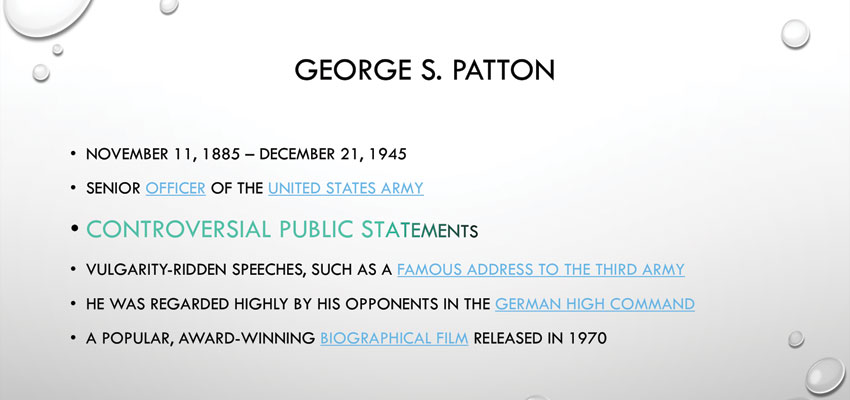 GEORGE S. PATTON
• NOVEMBER 11, 1885 – DECEMBER 21, 1945
• SENIOR OFFICER OF THE UNITED STATES ARMY
• CONTROVERSIAL PUBLIC STATEMENTS
• VULGARITY-RIDDEN SPEECHES, SUCH AS A FAMOUS ADDRESS TO THE THIRD ARMY
• HE WAS REGARDED HIGHLY BY HIS OPPONENTS IN THE GERMAN HIGH COMMAND
• A POPULAR, AWARD-WINNING BIOGRAPHICAL FILM RELEASED IN 1970